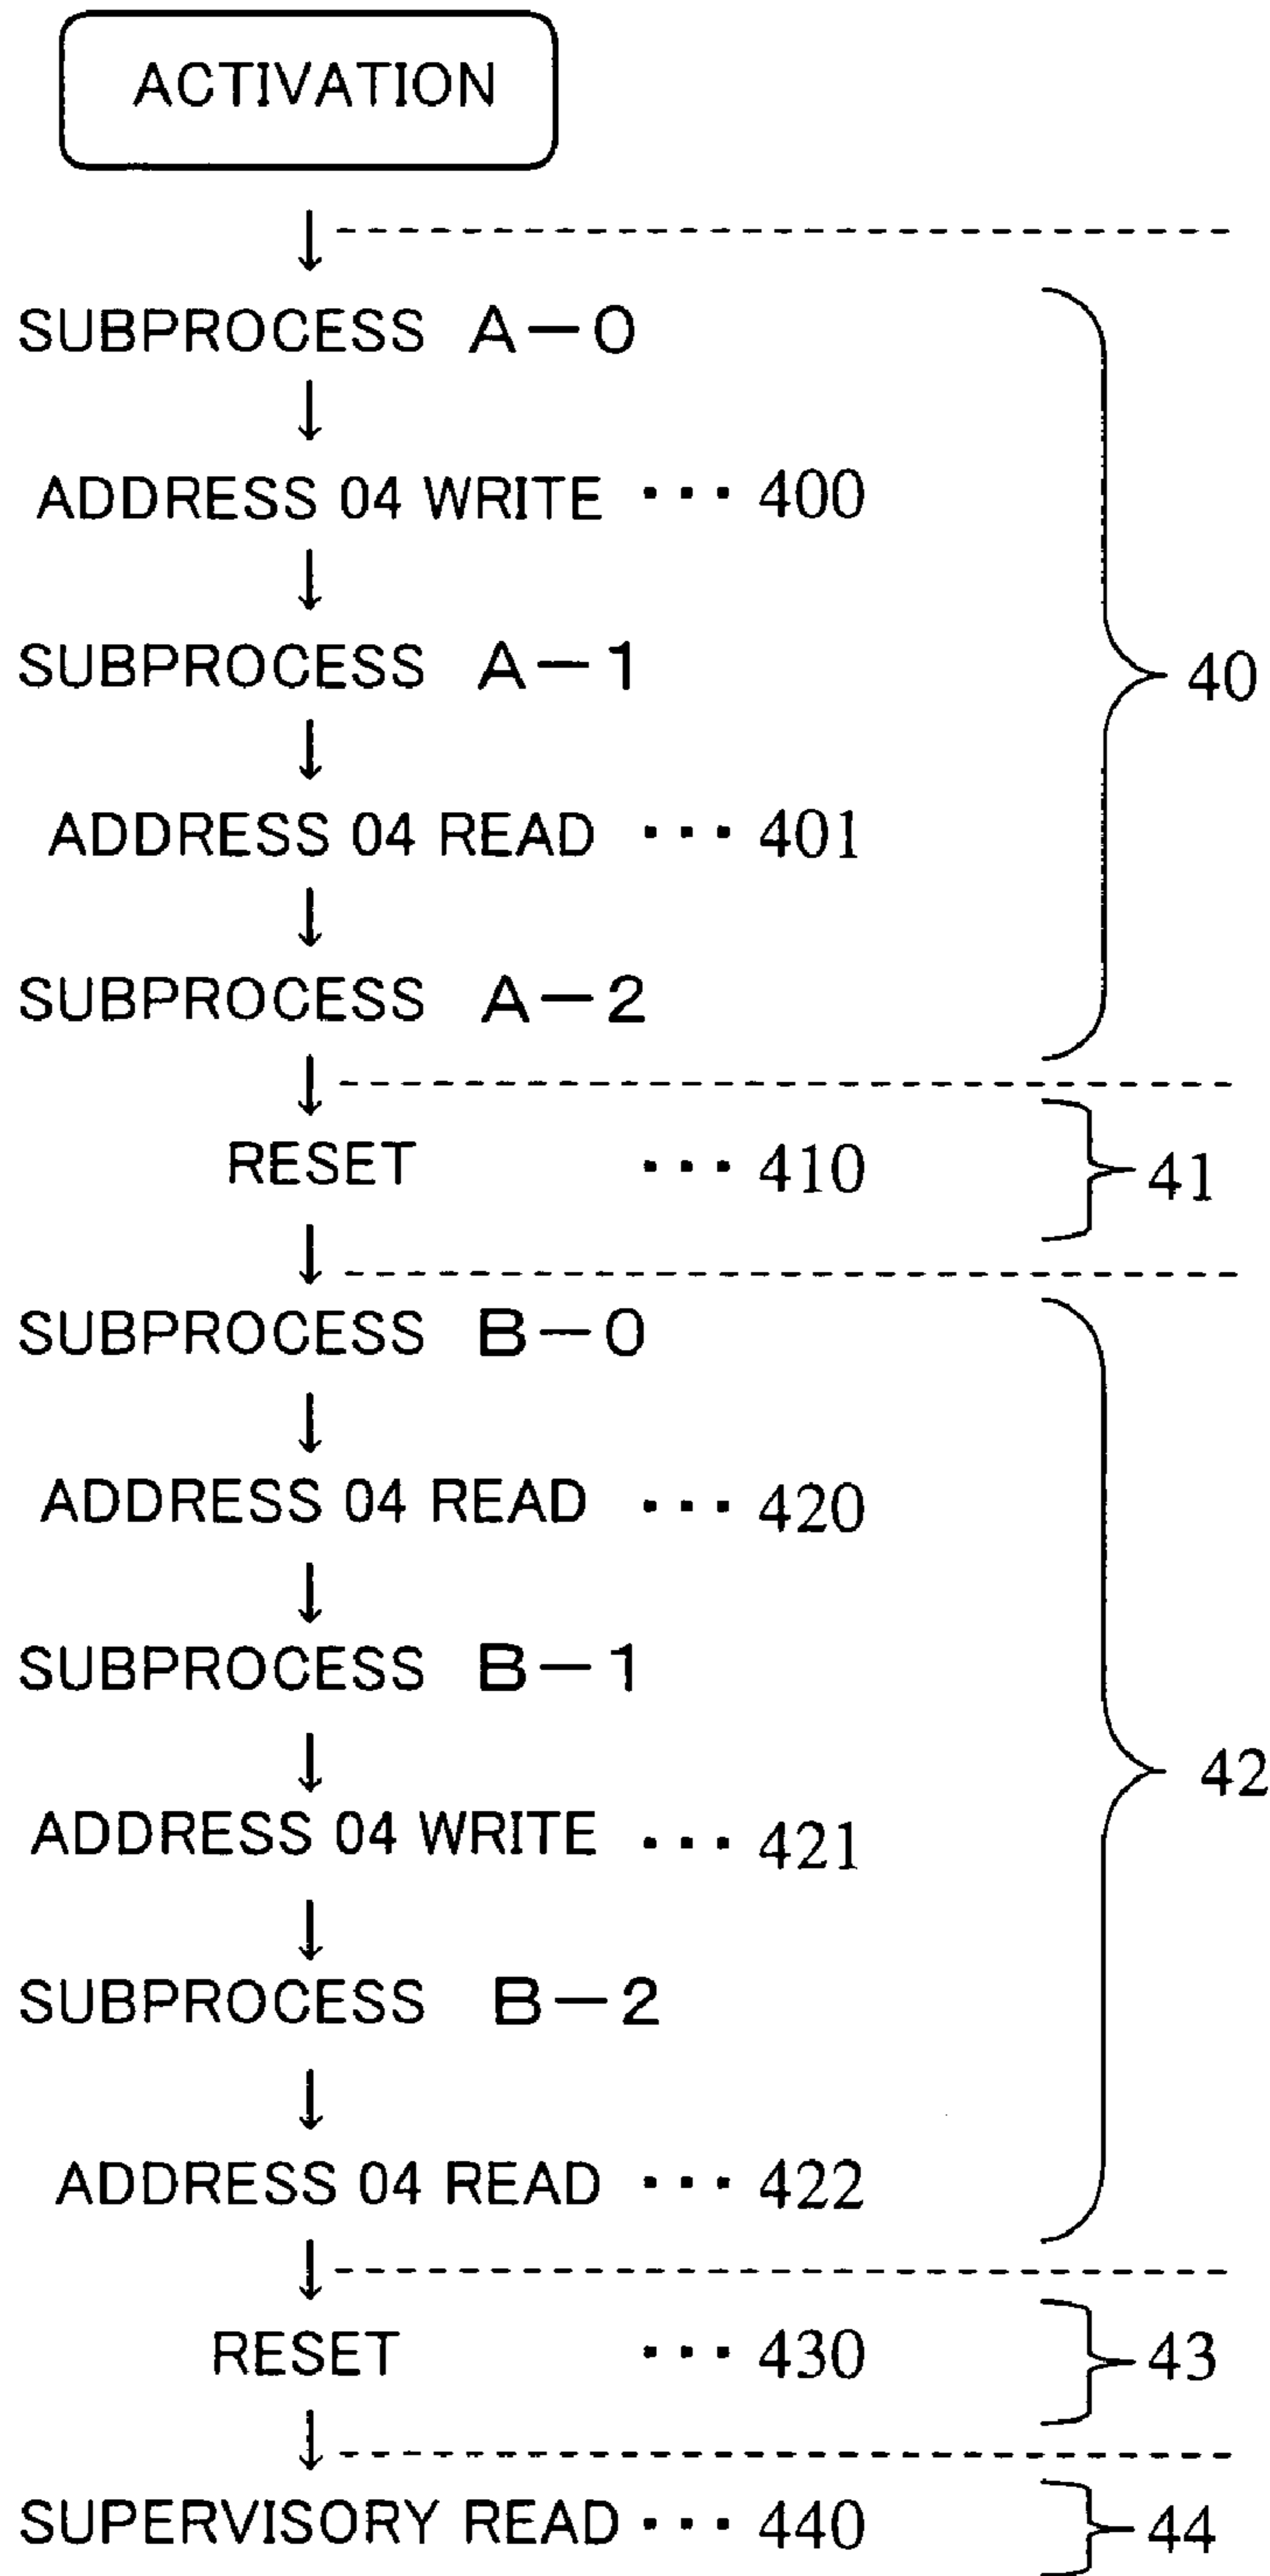 ACTIVATION
SUBPROCESS A-0
ADDRESS 04 WRITE ··· 400
SUBPROCESS A-1
40
ADDRESS 04 READ ··· 401
SUBPROCESS A-2
RESET ··· 410 41
SUBPROCESS B-0
ADDRESS 04 READ ··· 420
SUBPROCESS B-1
42
ADDRESS 04 WRITE ··· 421
SUBPROCESS B-2
ADDRESS 04 READ ··· 422
RESET ··· 430 43
SUPERVISORY READ ··· 440 44